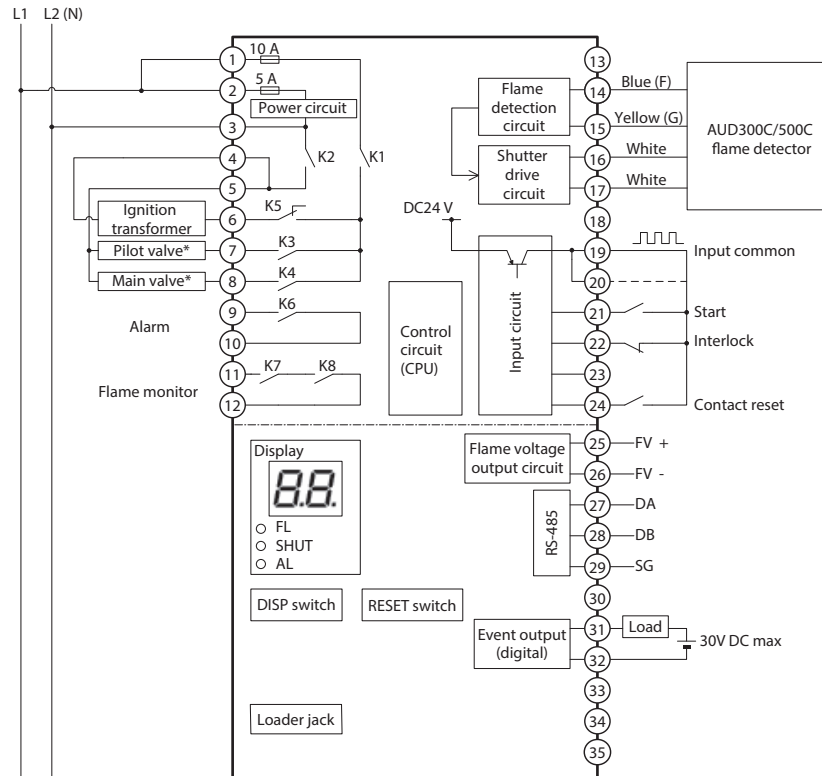 L1 L2 (N)
1 10 A
2 5 A
Power circuit
3
4
K2 K1
5
Ignition
transformer
6 K5
Pilot valve*
7 K3
Main valve*
8 K4
9 K6
Alarm
10
11 K7 K8
Flame monitor
12
13
Flame
detection
circuit
14 Blue (F)
15 Yellow (G)
AUD300C/500C
flame detector
Shutter
drive
circuit
16 White
17 White
18
DC24 V
19 Input common
20
21 Start
Control
circuit
(CPU)
Input circuit
22 Interlock
23
24 Contact reset
Display
8.8.
FL
SHUT
AL
Flame voltage
output circuit
25 FV +
26 FV -
RS-485
27 DA
28 DB
29 SG
30
DISP switch
RESET switch
Event output
(digital)
31 Load
30V DC max
32
33
Loader jack
34
35